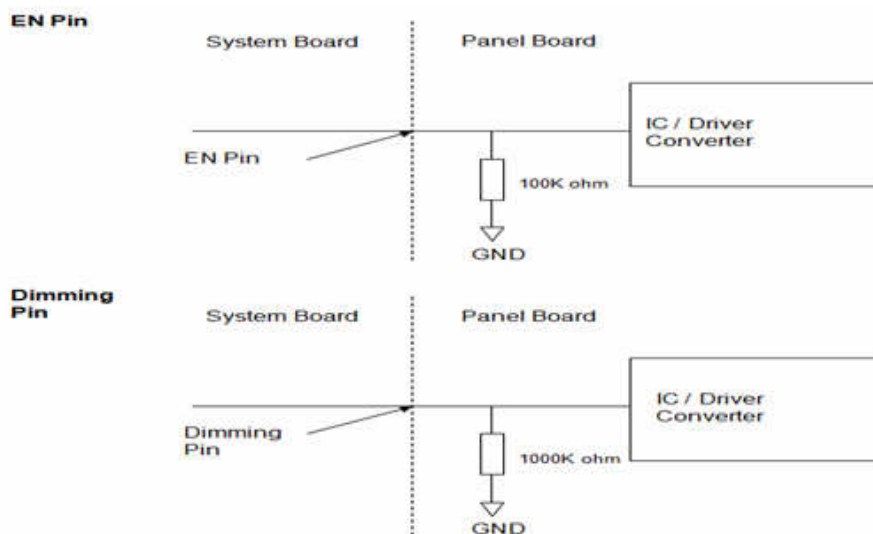 EN Pin
System Board
Panel Board
IC / Driver
Converter
EN Pin
100K ohm
GND
Dimming
Pin
System Board
Panel Board
IC / Driver
Converter
Dimming
Pin
1000K ohm
GND